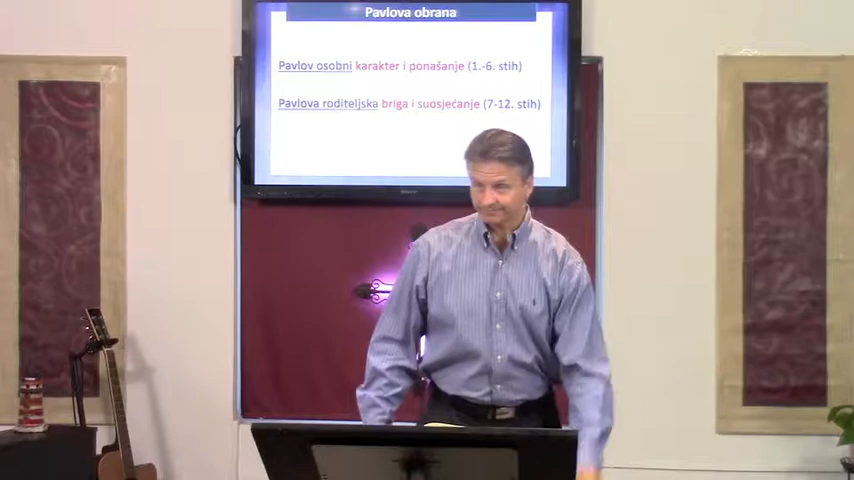 Pavlova obrana
Pavlov osobni karakter i ponašanje (1.-6. stih)
Pavlova roditeljska briga i suosjećanje (7-12. stih)